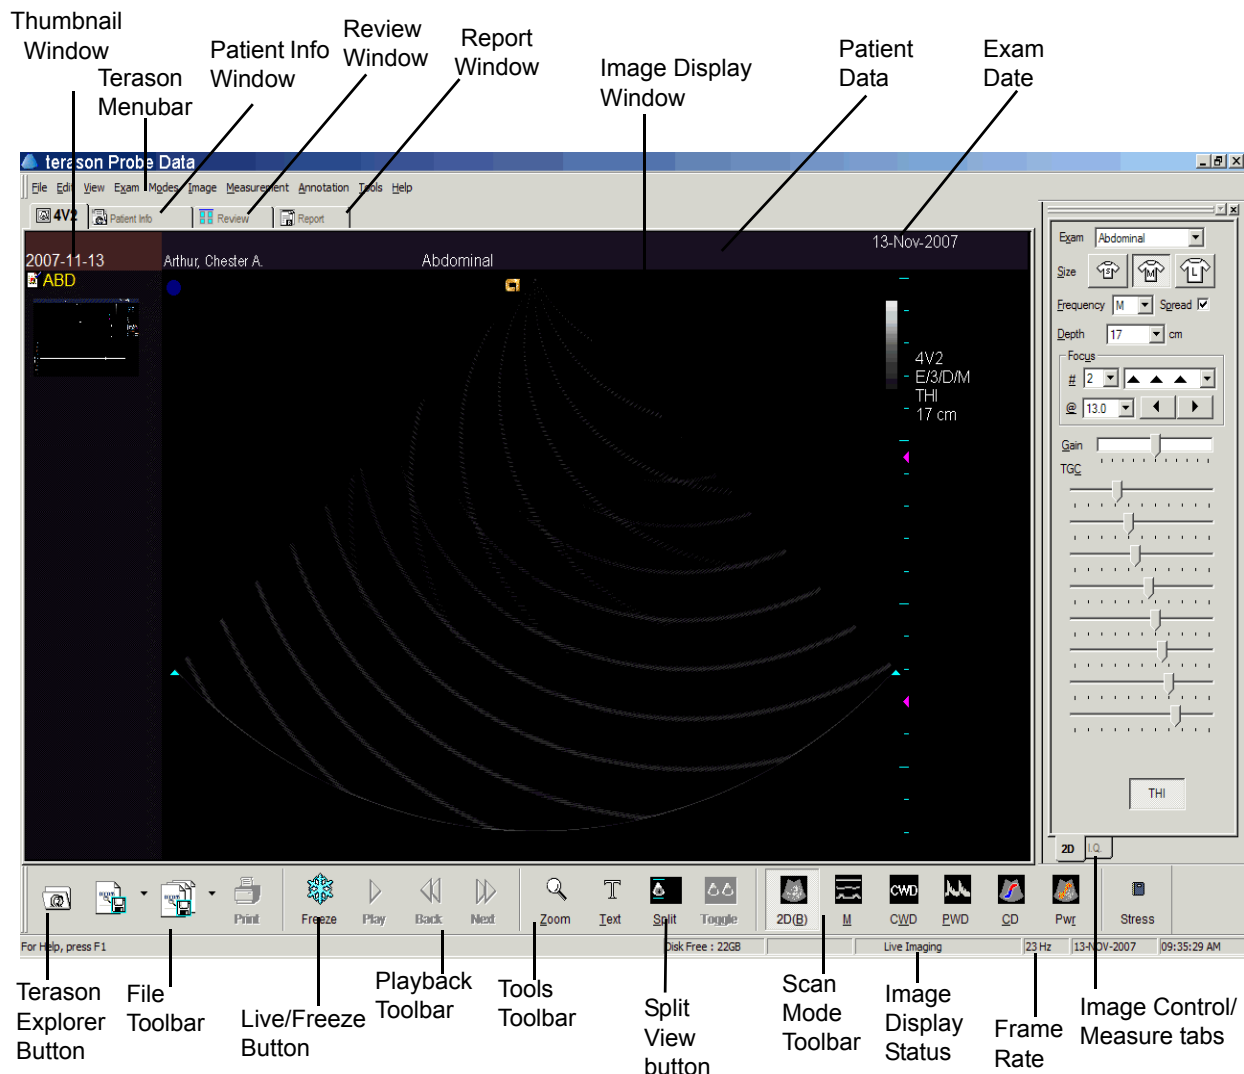 Thumbnail
Window
Terason
Menubar
Patient Info
Window
Review
Window
Report
Window
Image Display
Window
Patient
Data
Exam
Date
terason Probe Data
File Edit View Exam Modes Image Measurement Annotation Tools Help
4V2 Patient Info Review Report
13-Nov-2007
2007-11-13 Arthur, Chester A. Abdominal
ABD
4V2
E/3/D/M
THI
17 cm
Exam Abdominal
Size S M L
Frequency M Spread
Depth 17 cm
Focus
# 2
@ 13.0
Gain
TGC
THI
2D I.Q.
Print Freeze Play Back Next Zoom Text Split Toggle 2D(B) M CWD PWD CD Pwr Stress
CWD
For Help, press F1 Disk Free : 22GB Live Imaging 23 Hz 13-NOV-2007 09:35:29 AM
Terason
Explorer
Button
File
Toolbar
Live/Freeze
Button
Playback
Toolbar
Tools
Toolbar
Split
View
button
Scan
Mode
Toolbar
Image
Display
Status
Frame
Rate
Image Control/
Measure tabs